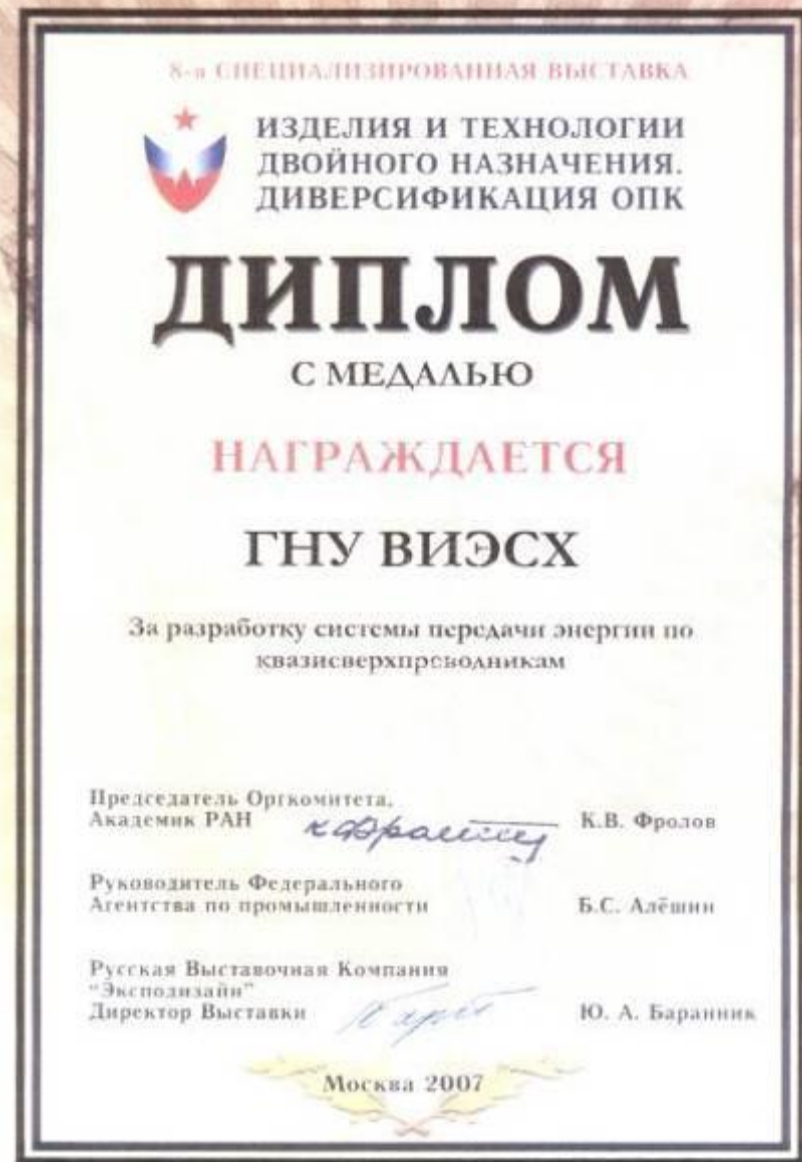 8-я СПЕЦИАЛИЗИРОВАННАЯ ВЫСТАВКА
ИЗДЕЛИЯ И ТЕХНОЛОГИИ
ДВОЙНОГО НАЗНАЧЕНИЯ.
ДИВЕРСИФИКАЦИЯ ОПК
ДИПЛОМ
С МЕДАЛЬЮ
НАГРАЖДАЕТСЯ
ГНУ ВИЭСХ
За разработку системы передачи энергии по
квазисверхпроводникам
Председатель Оргкомитета,
Академик РАН К.В. Фролов
Руководитель Федерального
Агентства по промышленности Б.С. Алёшин
Русская Выставочная Компания
"Эксподизайн"
Директор Выставки Ю. А. Баранник
Москва 2007